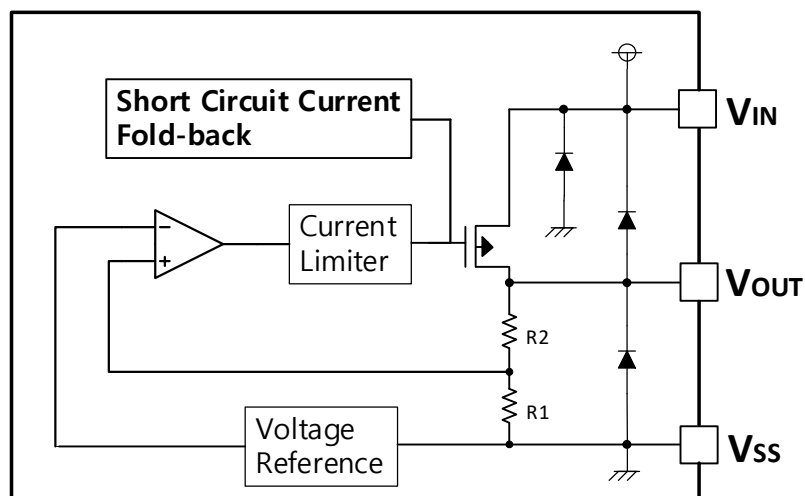 Short Circuit Current
Fold-back
VIN
−
+
Current
Limiter
VOUT
R2
R1
Voltage
Reference
VSS